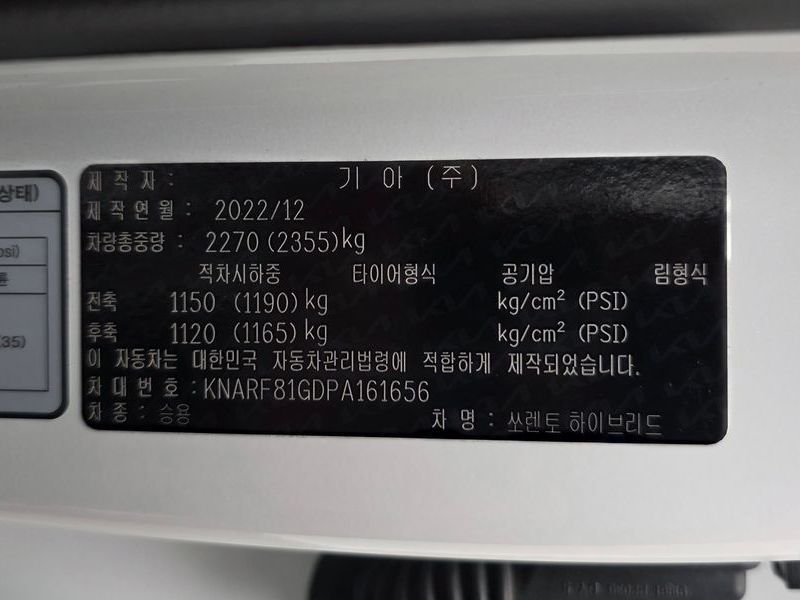 상태)
psi)
륜
(35)
제 작 자 : 기 아 (주)
제 작 연 월 : 2022/12
차량총중량 : 2270 (2355)kg
적차시하중 타이어형식 공기압 림형식
전축 1150 (1190) kg kg/cm² (PSI)
후축 1120 (1165) kg kg/cm² (PSI)
이 자동차는 대한민국 자동차관리법령에 적합하게 제작되었습니다.
차 대 번 호 : KNARF81GDPA161656
차 종 : 승용 차 명 : 쏘렌토 하이브리드